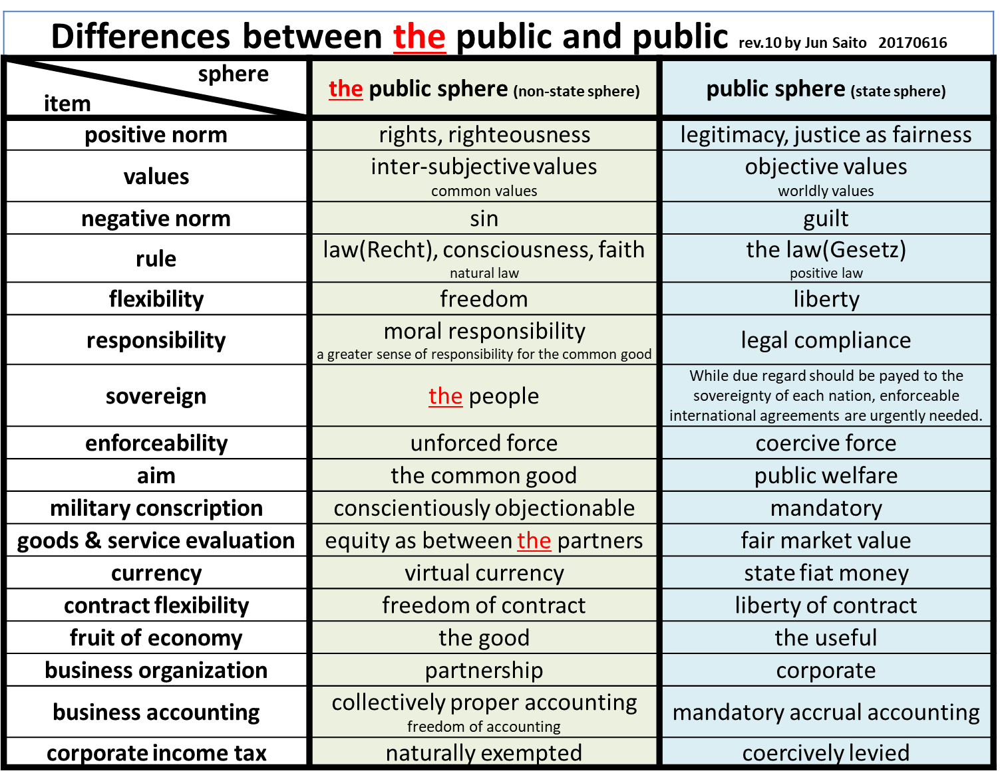 Differences between the public and public rev.10 by Jun Saito 20170616
sphere
item
the public sphere (non-state sphere)
public sphere (state sphere)
positive norm
rights, righteousness
legitimacy, justice as fairness
values
inter-subjective values
common values
objective values
worldly values
negative norm
sin
guilt
rule
law(Recht), consciousness, faith
natural law
the law(Gesetz)
positive law
flexibility
freedom
liberty
responsibility
moral responsibility
a greater sense of responsibility for the common good
legal compliance
sovereign
the people
While due regard should be payed to the
sovereignty of each nation, enforceable
international agreements are urgently needed.
enforceability
unforced force
coercive force
aim
the common good
public welfare
military conscription
conscientiously objectionable
mandatory
goods & service evaluation
equity as between the partners
fair market value
currency
virtual currency
state fiat money
contract flexibility
freedom of contract
liberty of contract
fruit of economy
the good
the useful
business organization
partnership
corporate
business accounting
collectively proper accounting
freedom of accounting
mandatory accrual accounting
corporate income tax
naturally exempted
coercively levied